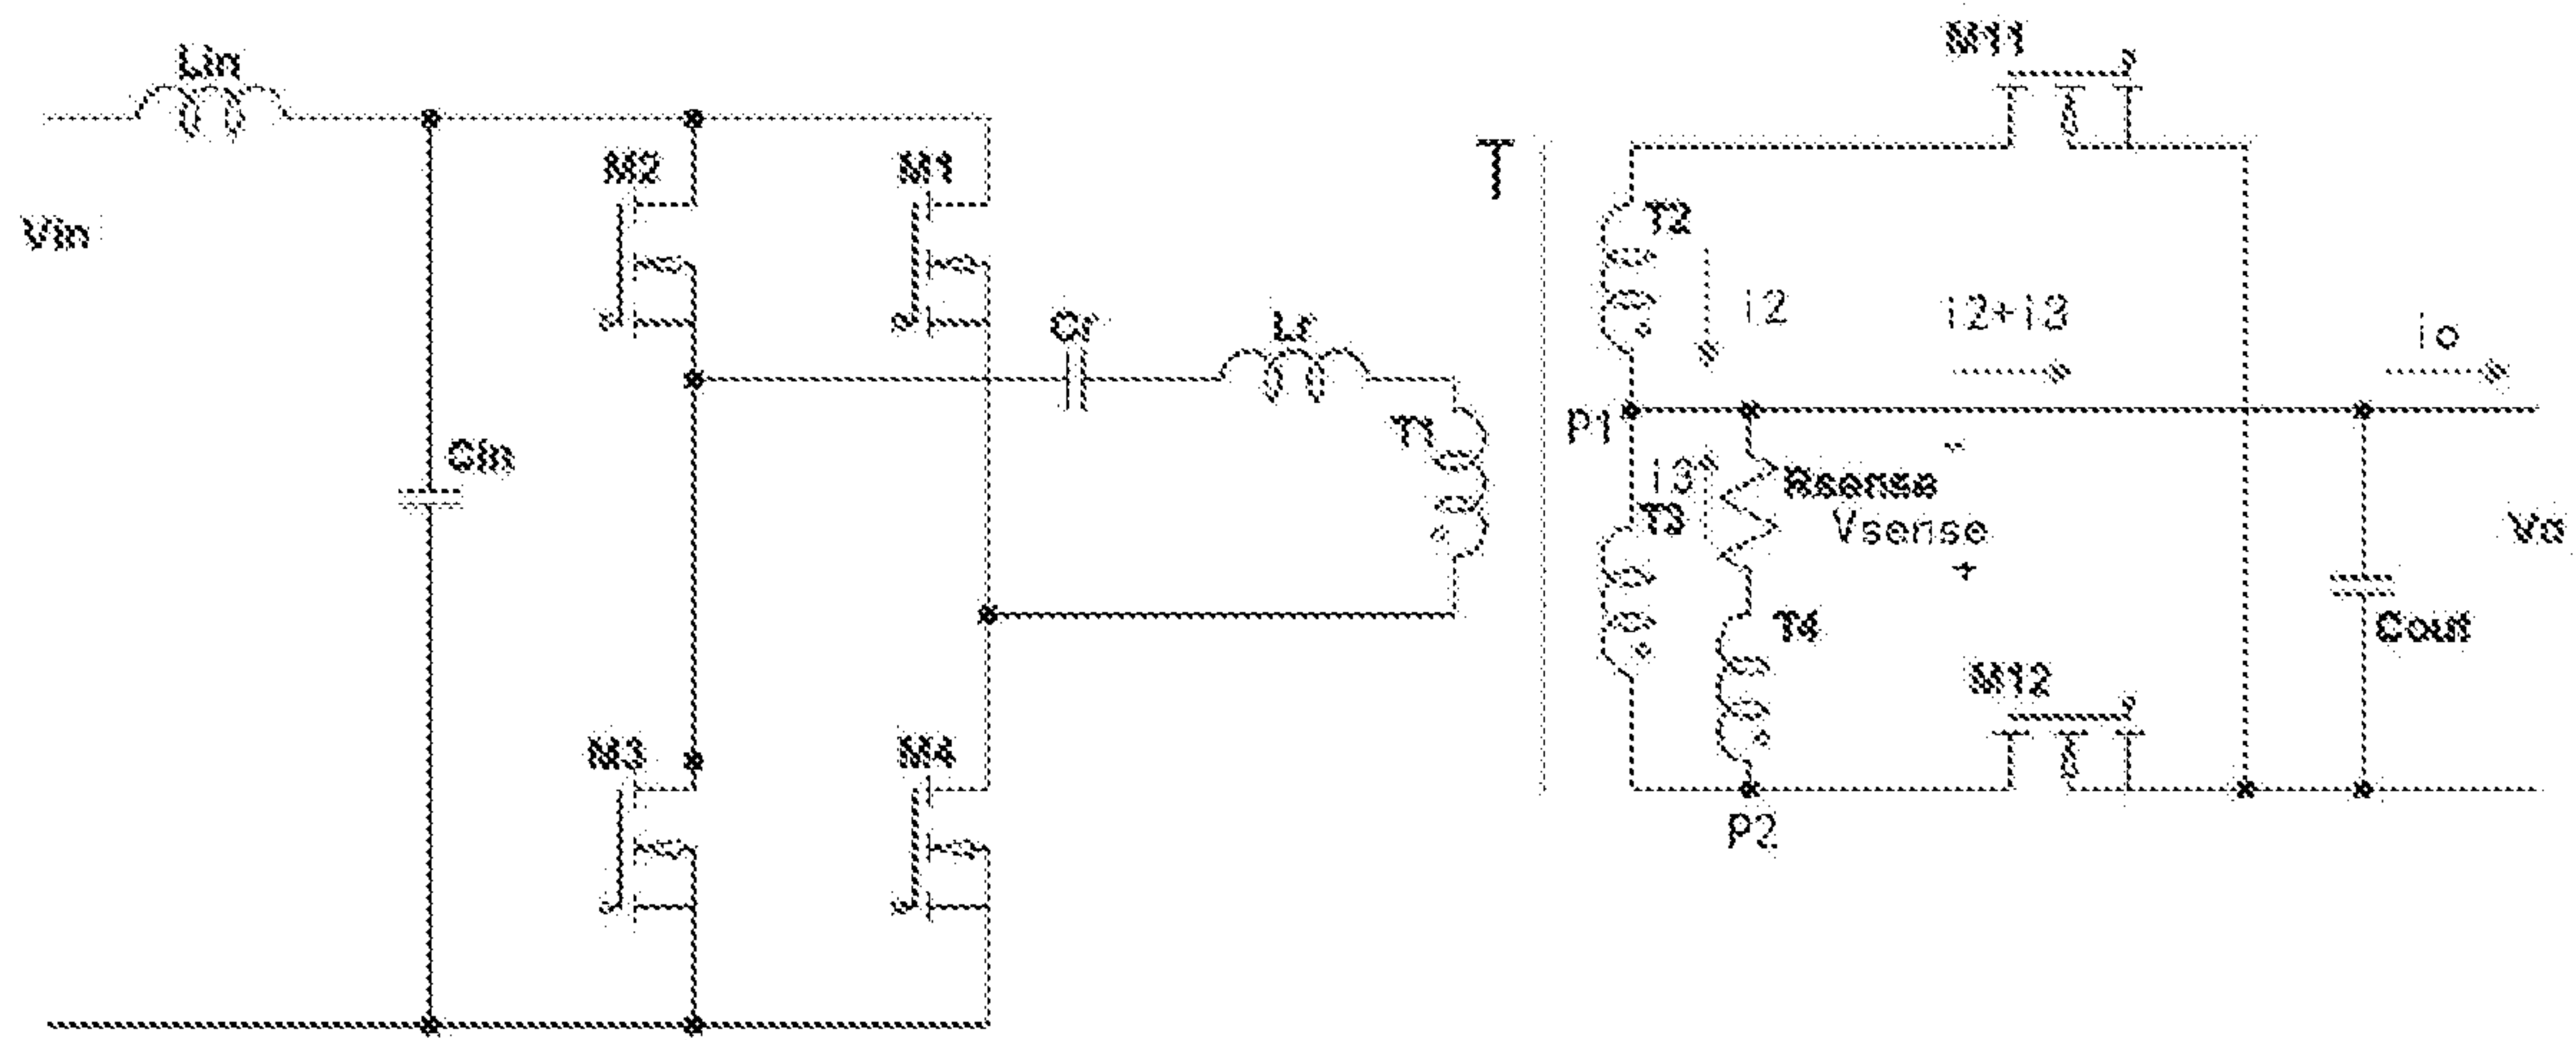 Lin
M11
M2
M1
T
T2
Vin
i2
i2+i3
io
Cr
Lr
P1
T1
Cin
i3
Rsense
T3
Vsense
Vo
T4
Cout
M12
M3
M4
P2